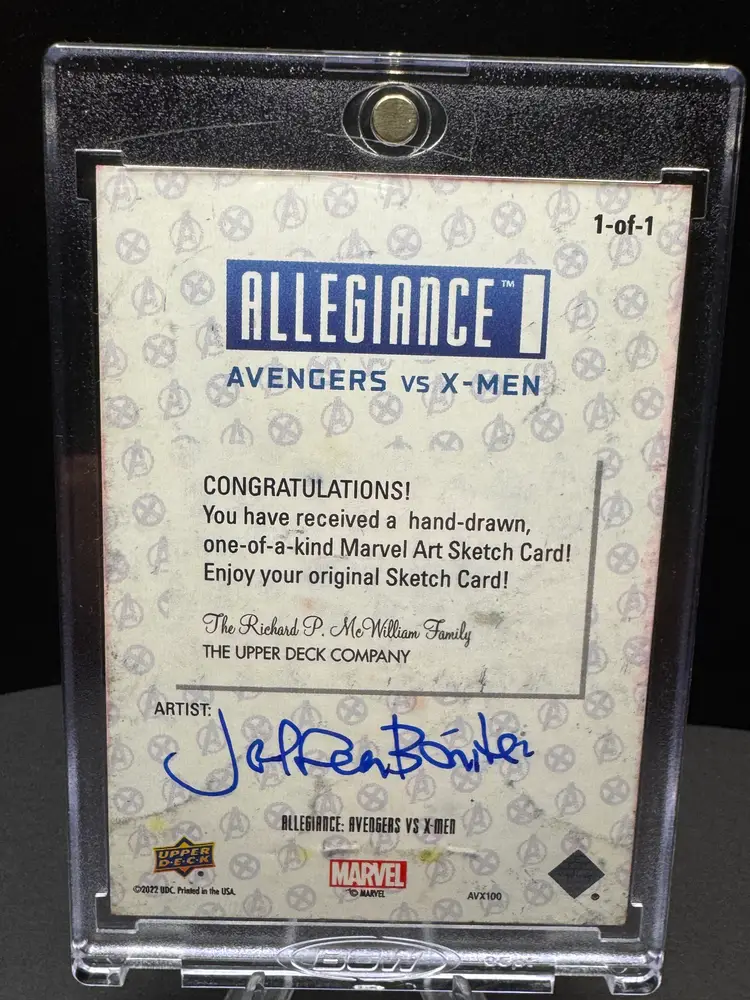 1-of-1
ALLEGIANCE™
AVENGERS VS X-MEN
CONGRATULATIONS!
You have received a hand-drawn,
one-of-a-kind Marvel Art Sketch Card!
Enjoy your original Sketch Card!
The Richard P. McWilliam Family
THE UPPER DECK COMPANY
ARTIST:
ALLEGIANCE: AVENGERS VS X-MEN
UPPER
D·E·C·K
©2022 UDC. Printed in the USA.
MARVEL
© MARVEL
AVX100
BCW